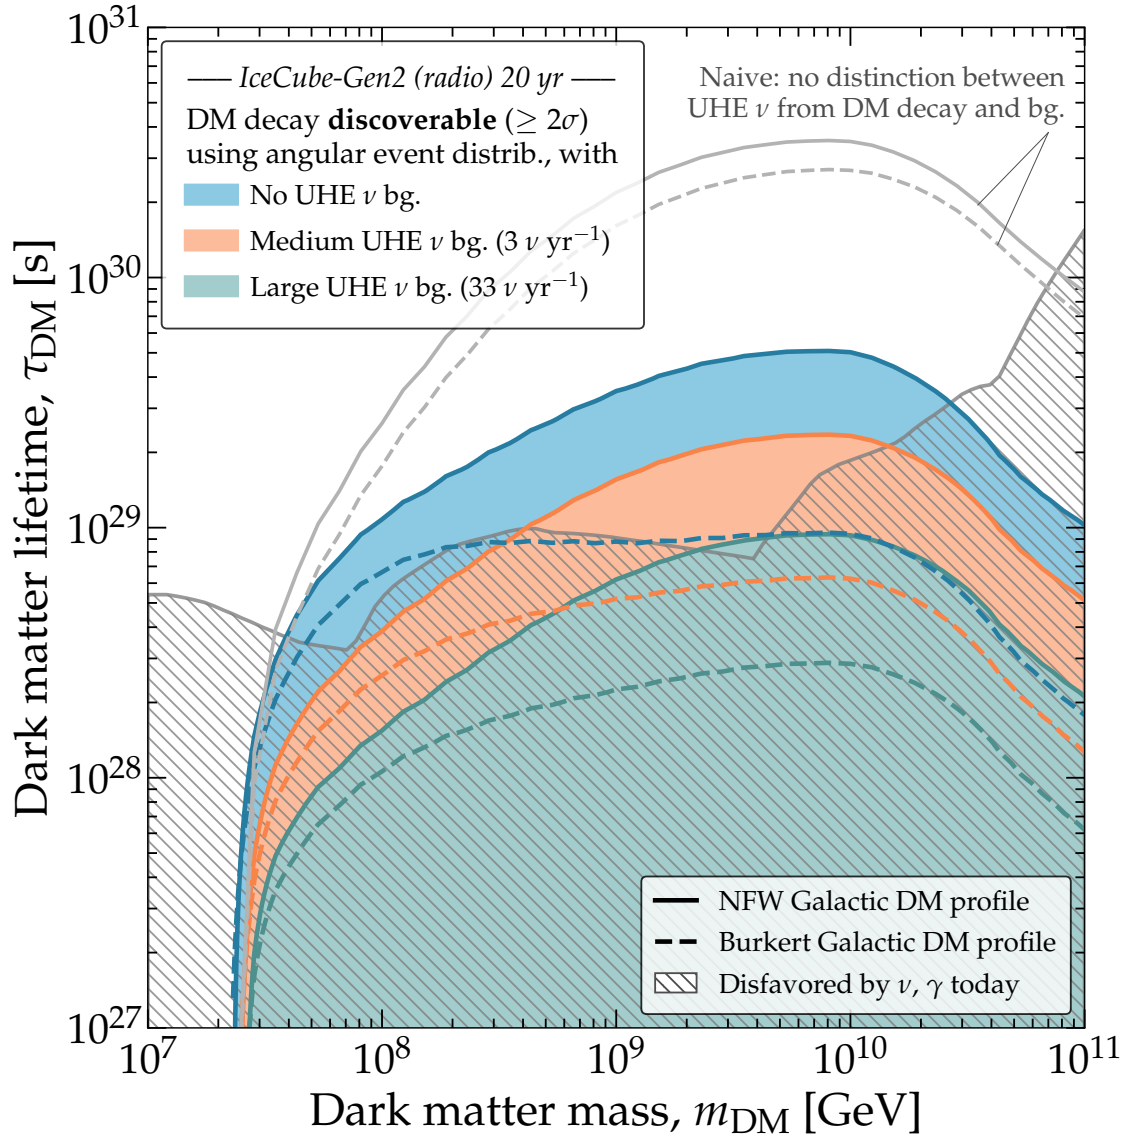 10³¹
10³⁰
10²⁹
10²⁸
10²⁷
Dark matter lifetime, τ_DM [s]
— IceCube-Gen2 (radio) 20 yr —
DM decay discoverable (≥ 2σ)
using angular event distrib., with
No UHE ν bg.
Medium UHE ν bg. (3 ν yr⁻¹)
Large UHE ν bg. (33 ν yr⁻¹)
Naive: no distinction between
UHE ν from DM decay and bg.
NFW Galactic DM profile
Burkert Galactic DM profile
Disfavored by ν, γ today
10⁷ 10⁸ 10⁹ 10¹⁰ 10¹¹
Dark matter mass, m_DM [GeV]